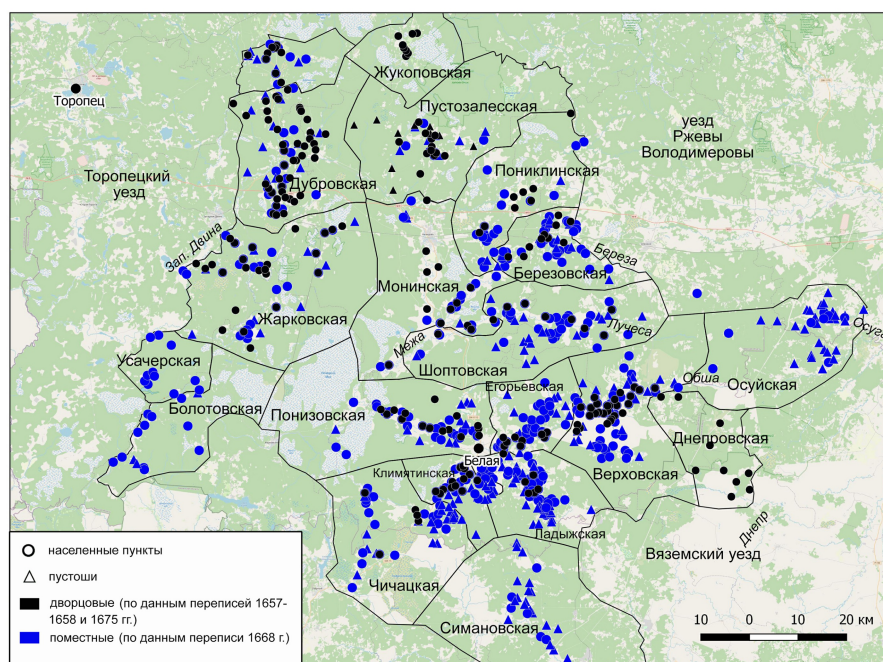 Жукоповская
Торопец
Пустозалесская
уезд
Ржевы
Володимеровы
Торопецкий
уезд
Дубровская
Пониклинская
Зап. Двина
Береза
Березовская
Монинская
Жарковская
Лучеса
Осуга
Межа
Усачерская
Шоптовская
Обша
Осуйская
Егорьевская
Болотовская
Понизовская
Днепровская
Белая
Климятинская
Верховская
Днепр
Ладыжская
Вяземский уезд
Чичацкая
Симановская
населенные пункты
пустоши
дворцовые (по данным переписей 1657-
1658 и 1675 гг.)
поместные (по данным переписи 1668 г.)
10 0 10 20 км